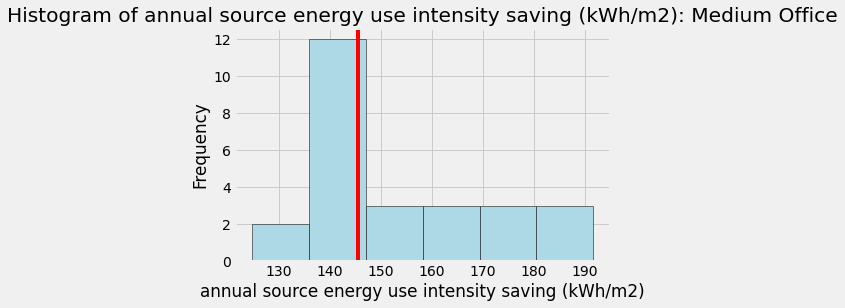 Histogram of annual source energy use intensity saving (kWh/m2): Medium Office
12
10
8
6
4
2
0
Frequency
130 140 150 160 170 180 190
annual source energy use intensity saving (kWh/m2)